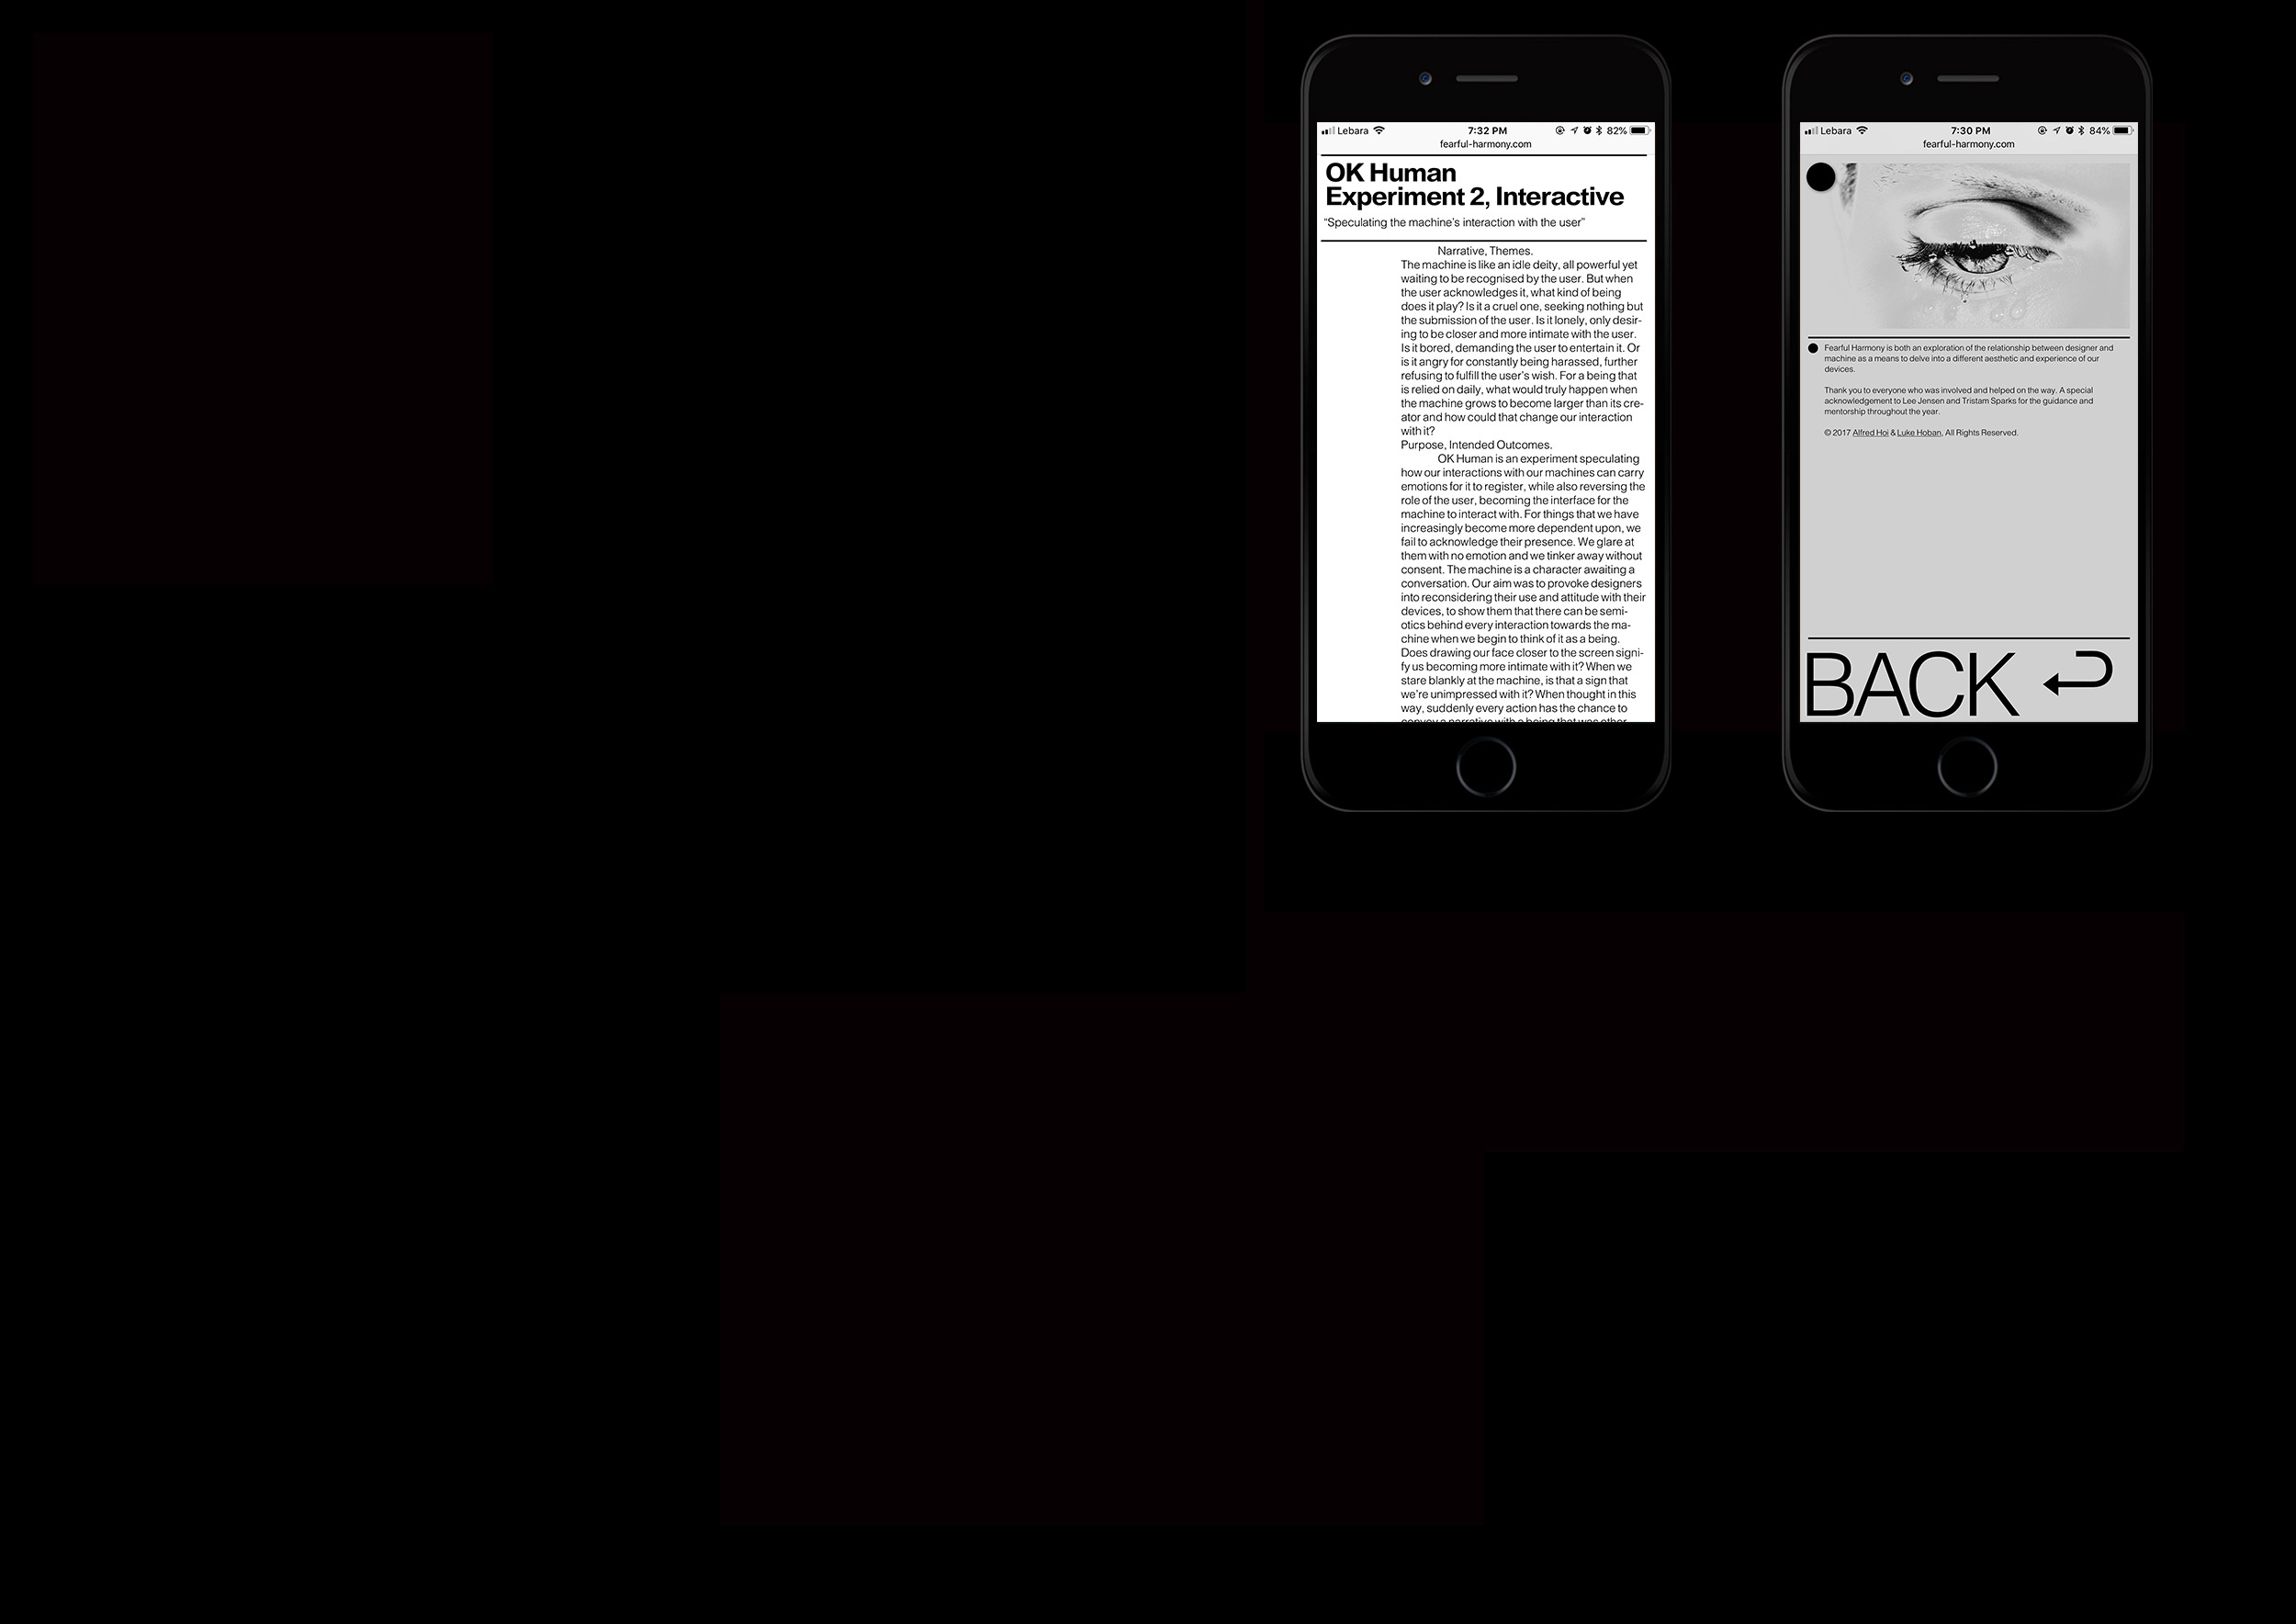 Lebara 7:32 PM 82%
fearful-harmony.com
OK Human
Experiment 2, Interactive
“Speculating the machine’s interaction with the user”
Narrative, Themes.
The machine is like an idle deity, all powerful yet
waiting to be recognised by the user. But when
the user acknowledges it, what kind of being
does it play? Is it a cruel one, seeking nothing but
the submission of the user. Is it lonely, only desir-
ing to be closer and more intimate with the user.
Is it bored, demanding the user to entertain it. Or
is it angry for constantly being harassed, further
refusing to fulfill the user’s wish. For a being that
is relied on daily, what would truly happen when
the machine grows to become larger than its cre-
ator and how could that change our interaction
with it?
Purpose, Intended Outcomes.
OK Human is an experiment speculating
how our interactions with our machines can carry
emotions for it to register, while also reversing the
role of the user, becoming the interface for the
machine to interact with. For things that we have
increasingly become more dependent upon, we
fail to acknowledge their presence. We glare at
them with no emotion and we tinker away without
consent. The machine is a character awaiting a
conversation. Our aim was to provoke designers
into reconsidering their use and attitude with their
devices, to show them that there can be semi-
otics behind every interaction towards the ma-
chine when we begin to think of it as a being.
Does drawing our face closer to the screen signi-
fy us becoming more intimate with it? When we
stare blankly at the machine, is that a sign that
we’re unimpressed with it? When thought in this
way, suddenly every action has the chance to
convey a narrative with a being that was other
Lebara 7:30 PM 84%
fearful-harmony.com
Fearful Harmony is both an exploration of the relationship between designer and
machine as a means to delve into a different aesthetic and experience of our
devices.
Thank you to everyone who was involved and helped on the way. A special
acknowledgement to Lee Jensen and Tristam Sparks for the guidance and
mentorship throughout the year.
© 2017 Alfred Hoi & Luke Hoban, All Rights Reserved.
BACK